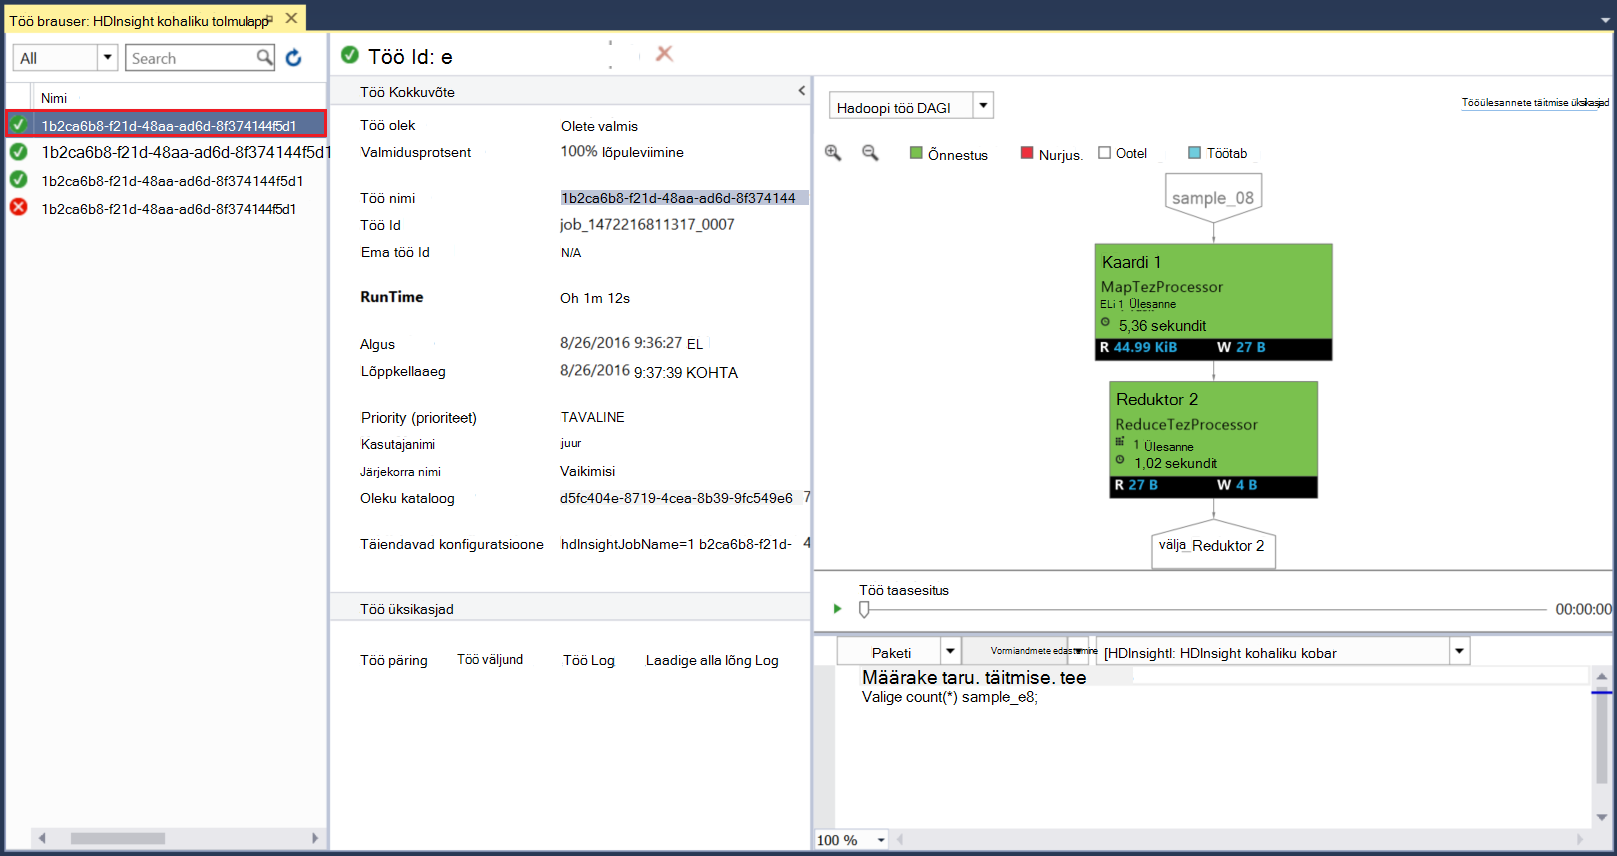 Töö brauser: HDInsight kohaliku tolmulapp
All
Search
Nimi
1b2ca6b8-f21d-48aa-ad6d-8f374144f5d1
1b2ca6b8-f21d-48aa-ad6d-8f374144f5d1
1b2ca6b8-f21d-48aa-ad6d-8f374144f5d1
1b2ca6b8-f21d-48aa-ad6d-8f374144f5d1
Töö Id: e
Töö Kokkuvõte
Töö olek Olete valmis
Valmidusprotsent 100% lõpuleviimine
Töö nimi 1b2ca6b8-f21d-48aa-ad6d-8f374144
Töö Id job_1472216811317_0007
Ema töö Id N/A
RunTime Oh 1m 12s
Algus 8/26/2016 9:36:27 EL
Lõppkellaaeg 8/26/2016 9:37:39 KOHTA
Priority (prioriteet) TAVALINE
Kasutajanimi juur
Järjekorra nimi Vaikimisi
Oleku kataloog d5fc404e-8719-4cea-8b39-9fc549e6 7
Täiendavad konfiguratsioone hdInsightJobName=1 b2ca6b8-f21d- 4
Töö üksikasjad
Töö päring Töö väljund Töö Log Laadige alla lõng Log
Hadoopi töö DAGI
Tööülesannete täitmise üksikasjad
Õnnestus Nurjus. Ootel Töötab
sample_08
Kaardi 1
MapTezProcessor
ELi 1 Ülesanne
5,36 sekundit
R 44.99 KiB W 27 B
Reduktor 2
ReduceTezProcessor
1 Ülesanne
1,02 sekundit
R 27 B W 4 B
välja_Reduktor 2
Töö taasesitus
00:00:00
Paketi Vormiandmete edastamine [HDInsightl: HDInsight kohaliku kobar
Määrake taru. täitmise. tee
Valige count(*) sample_e8;
100 %